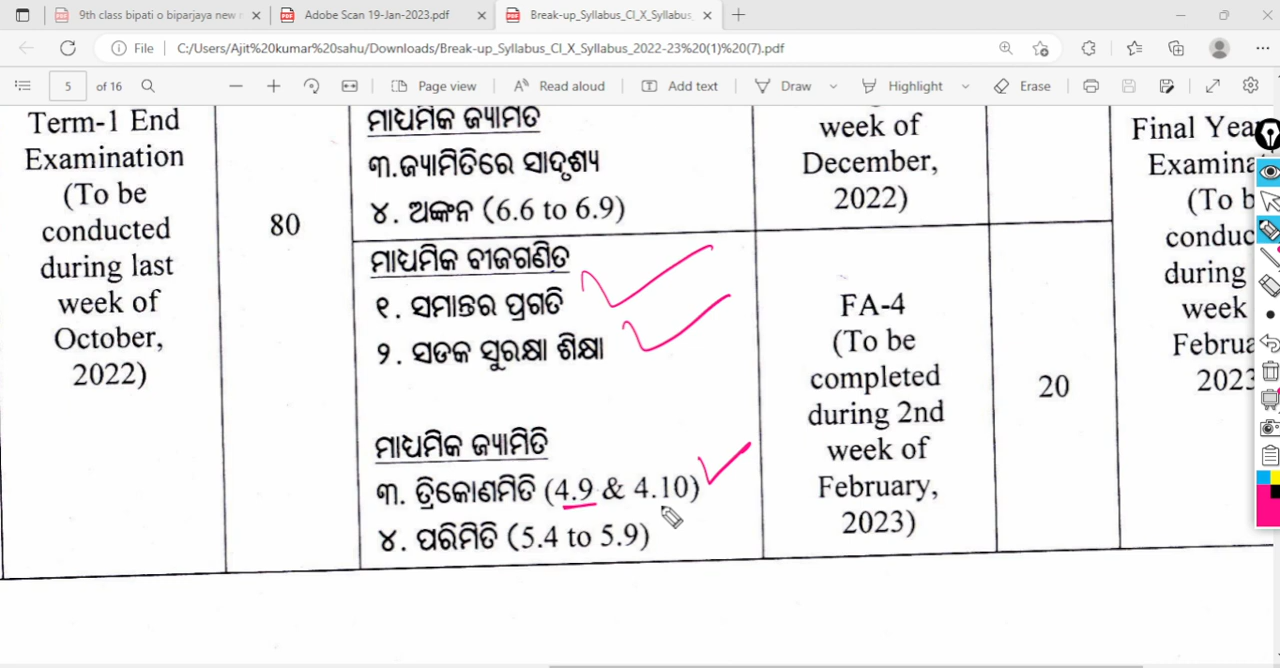 9th class bipati o biparjaya new r
Adobe Scan 19-Jan-2023.pdf
Break-up_Syllabus_Cl_X_Syllabus_
File
C:/Users/Ajit%20kumar%20sahu/Downloads/Break-up_Syllabus_Cl_X_Syllabus_2022-23%20(1)%20(7).pdf
5 of 16
Page view
Read aloud
Add text
Draw
Highlight
Erase
Term-1 End
Examination
(To be
conducted
during last
week of
October,
2022)
80
ମାଧ୍ୟମିକ ଜ୍ୟାମିତି
୩.ଜ୍ୟାମିତିରେ ସାଦୃଶ୍ୟ
୪. ଅଙ୍କନ (6.6 to 6.9)
ମାଧ୍ୟମିକ ବୀଜଗଣିତ
୧. ସମାନ୍ତର ପ୍ରଗତି
୨. ସଡକ ସୁରକ୍ଷା ଶିକ୍ଷା
ମାଧ୍ୟମିକ ଜ୍ୟାମିତି
୩. ତ୍ରିକୋଣମିତି (4.9 & 4.10)
୪. ପରିମିତି (5.4 to 5.9)
week of
December,
2022)
FA-4
(To be
completed
during 2nd
week of
February,
2023)
20
Final Yea
Examina
(To b
conduc
during
week
Februa
2023